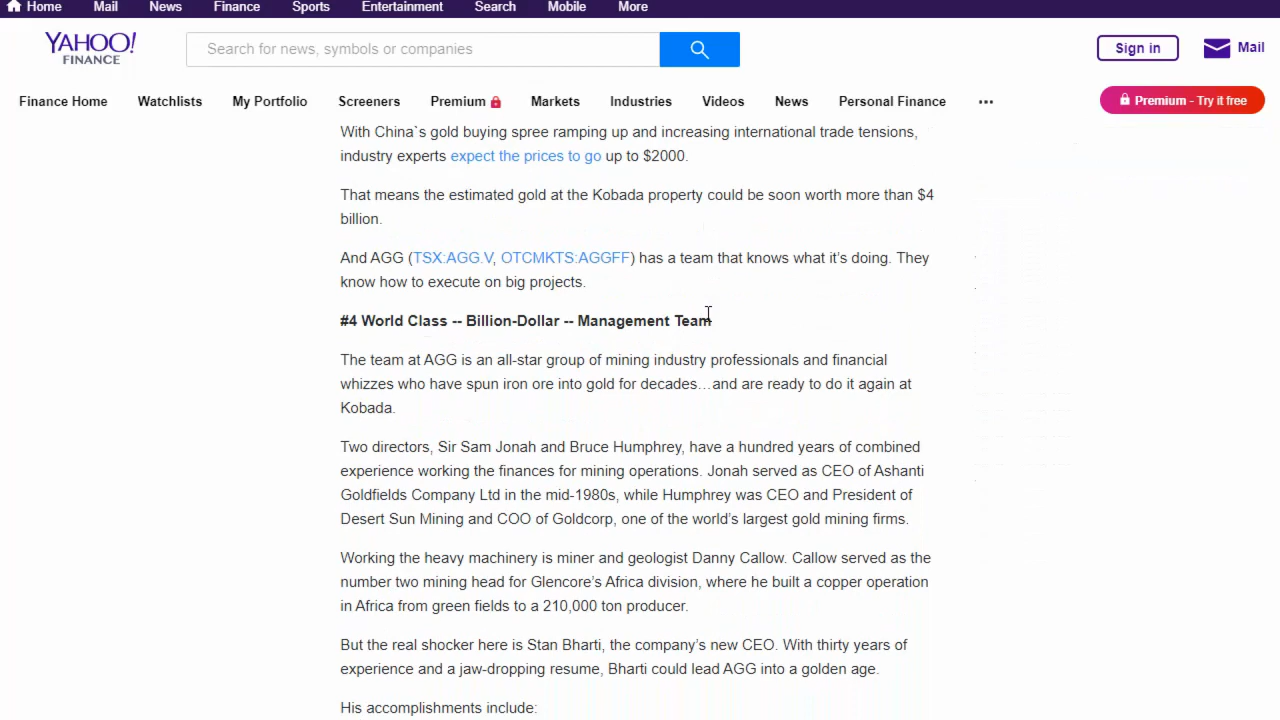 Home Mail News Finance Sports Entertainment Search Mobile More
YAHOO!
FINANCE
Search for news, symbols or companies
Sign in
Mail
Finance Home Watchlists My Portfolio Screeners Premium Markets Industries Videos News Personal Finance ...
Premium - Try it free
With China`s gold buying spree ramping up and increasing international trade tensions,
industry experts expect the prices to go up to $2000.
That means the estimated gold at the Kobada property could be soon worth more than $4
billion.
And AGG (TSX:AGG.V, OTCMKTS:AGGFF) has a team that knows what it's doing. They
know how to execute on big projects.
#4 World Class -- Billion-Dollar -- Management Team
The team at AGG is an all-star group of mining industry professionals and financial
whizzes who have spun iron ore into gold for decades…and are ready to do it again at
Kobada.
Two directors, Sir Sam Jonah and Bruce Humphrey, have a hundred years of combined
experience working the finances for mining operations. Jonah served as CEO of Ashanti
Goldfields Company Ltd in the mid-1980s, while Humphrey was CEO and President of
Desert Sun Mining and COO of Goldcorp, one of the world's largest gold mining firms.
Working the heavy machinery is miner and geologist Danny Callow. Callow served as the
number two mining head for Glencore's Africa division, where he built a copper operation
in Africa from green fields to a 210,000 ton producer.
But the real shocker here is Stan Bharti, the company's new CEO. With thirty years of
experience and a jaw-dropping resume, Bharti could lead AGG into a golden age.
His accomplishments include: